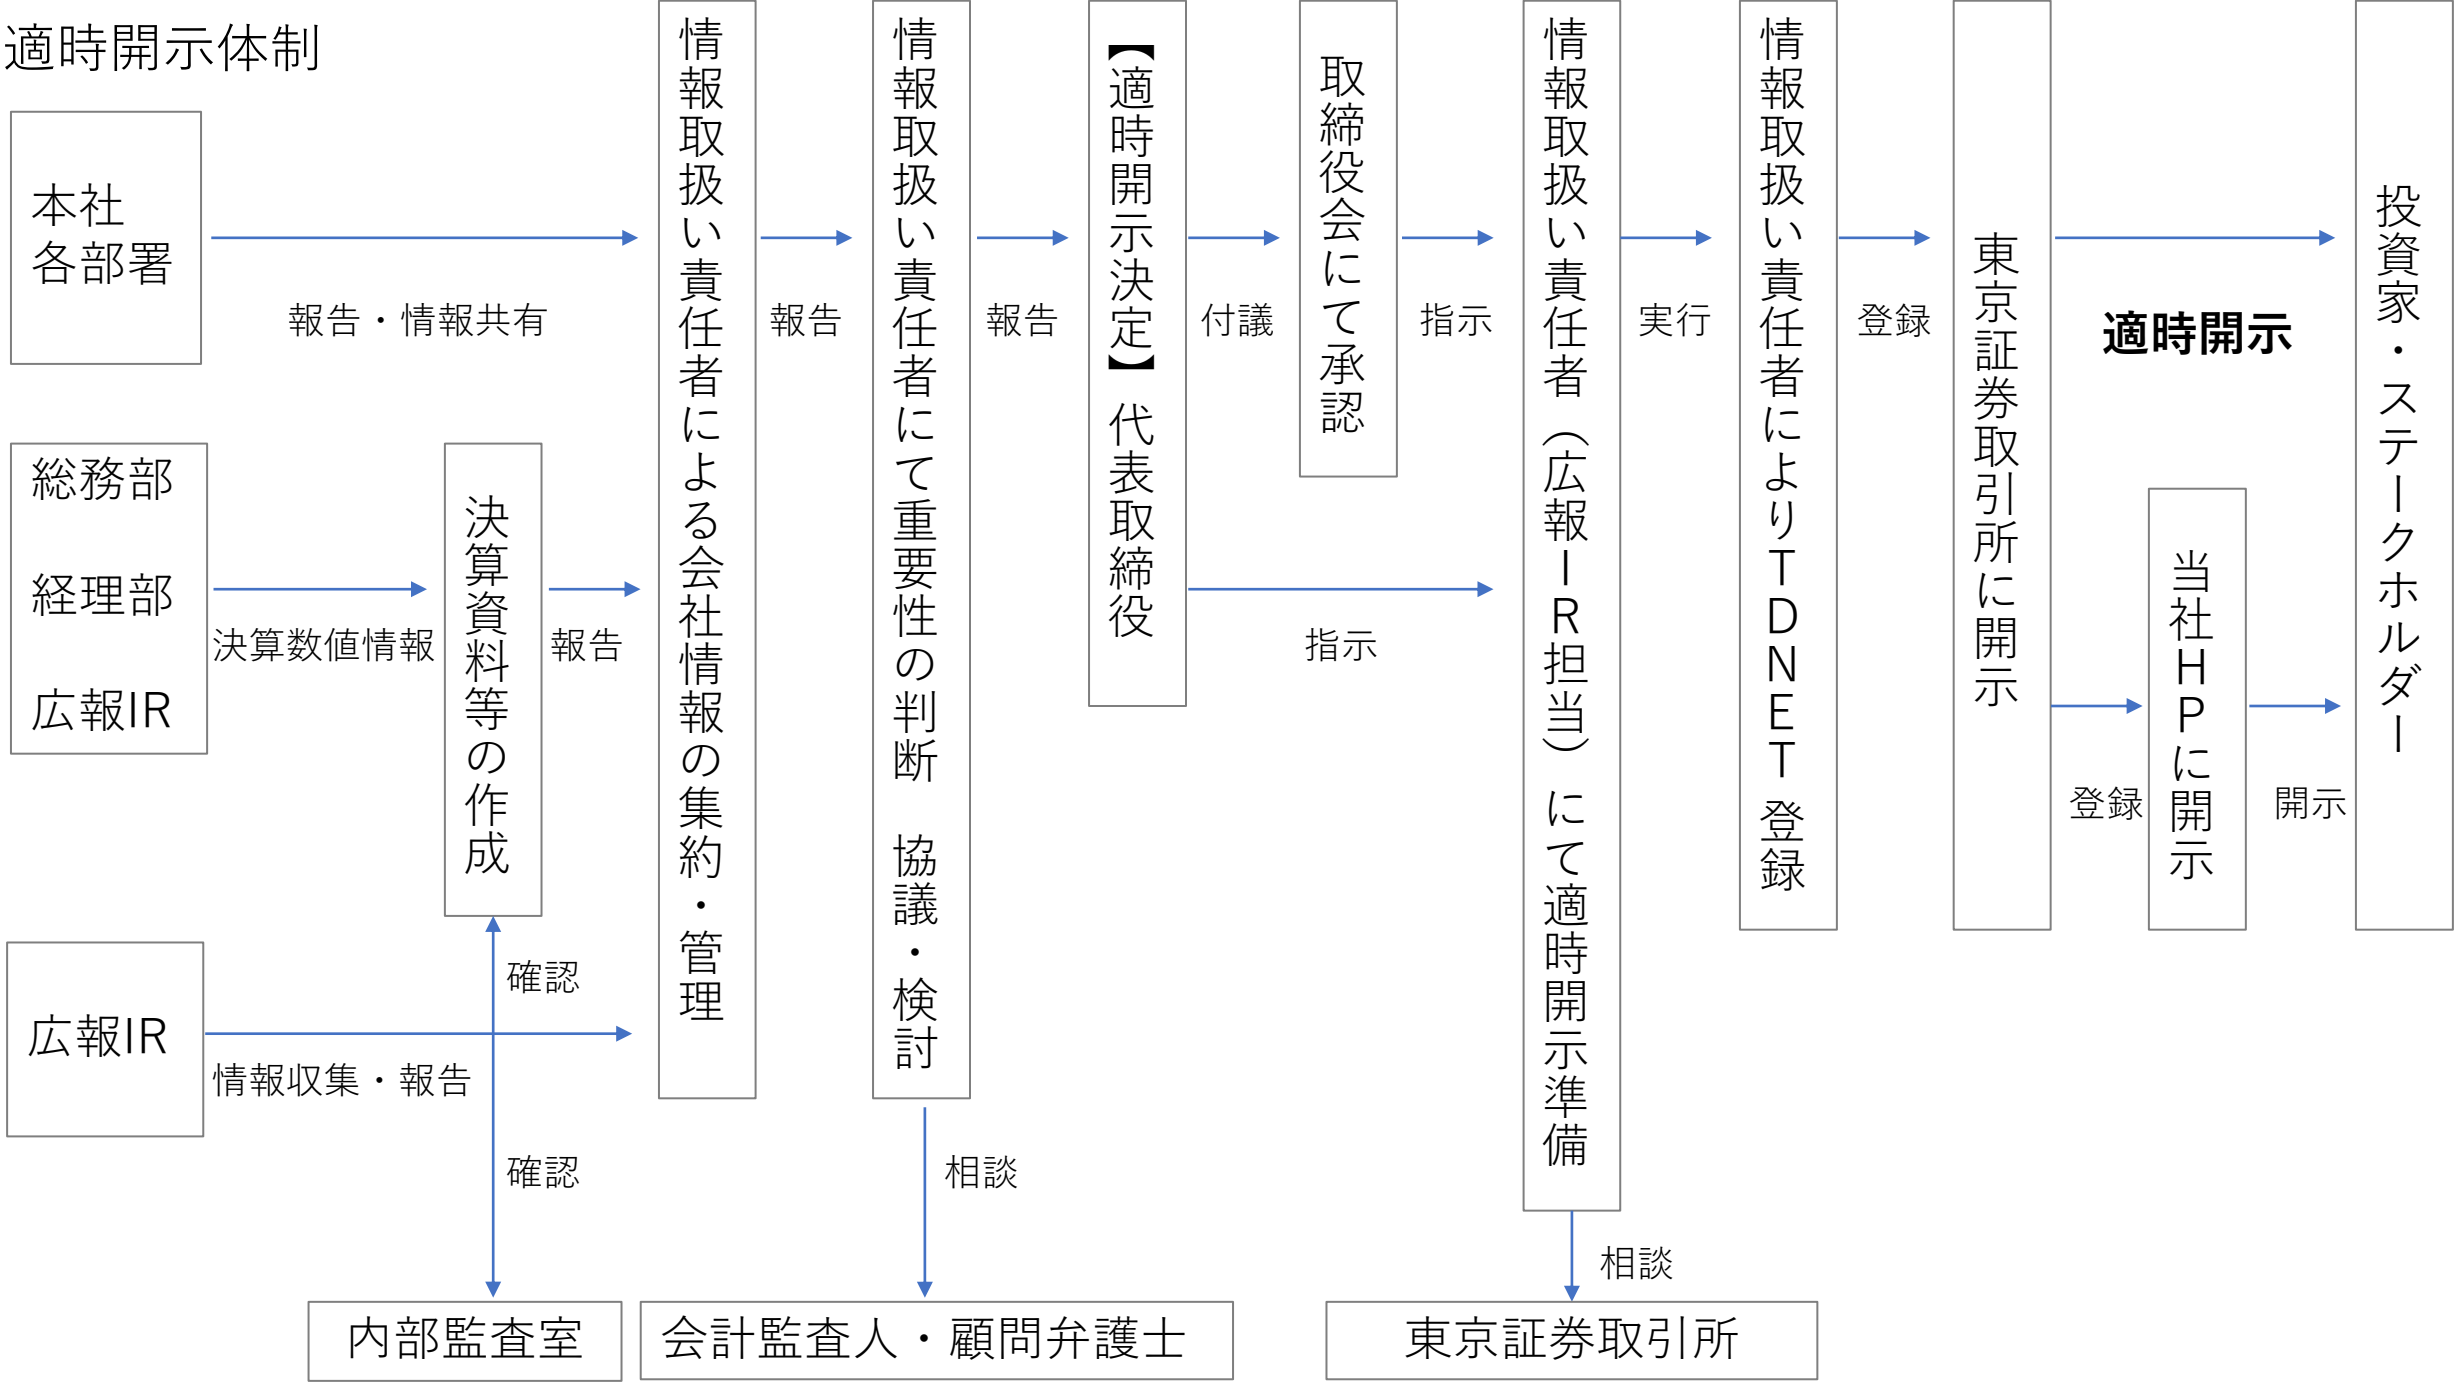 適時開示体制
本社
各部署
報告・情報共有
総務部
経理部
広報IR
決算数値情報
決算資料等の作成
報告
広報IR
情報収集・報告
確認
確認
内部監査室
情報取扱い責任者による会社情報の集約・管理
報告
情報取扱い責任者にて重要性の判断　協議・検討
報告
相談
会計監査人・顧問弁護士
【適時開示決定】代表取締役
付議
取締役会にて承認
指示
指示
情報取扱い責任者（広報ＩＲ担当）にて適時開示準備
実行
相談
東京証券取引所
情報取扱い責任者によりＴＤＮＥＴ登録
登録
東京証券取引所に開示
適時開示
登録
当社ＨＰに開示
開示
投資家・ステークホルダー